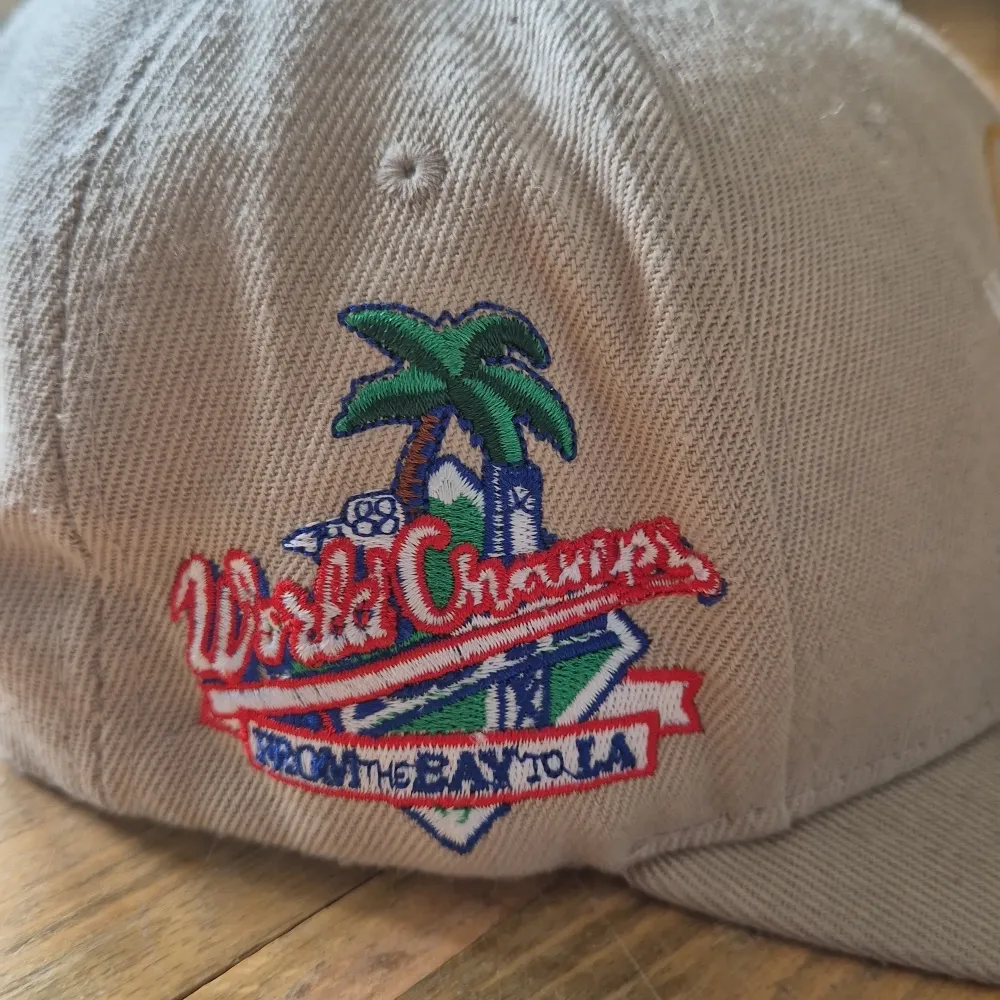 World Champs
FROM THE BAY TO LA